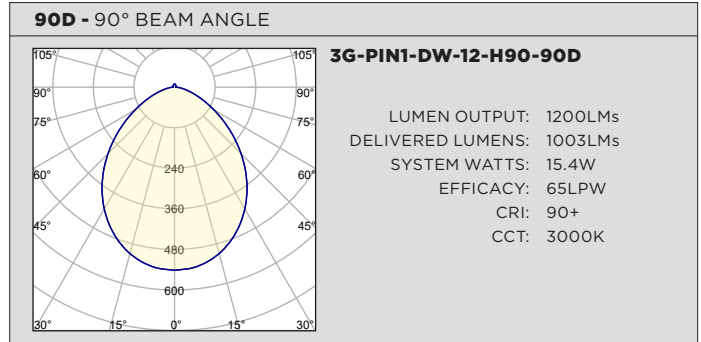 90D - 90° BEAM ANGLE
3G-PIN1-DW-12-H90-90D
105° 105°
90° 90°
75° 75°
60° 60°
45° 45°
240
360
480
600
30° 15° 0° 15° 30°
LUMEN OUTPUT: 1200LMs
DELIVERED LUMENS: 1003LMs
SYSTEM WATTS: 15.4W
EFFICACY: 65LPW
CRI: 90+
CCT: 3000K